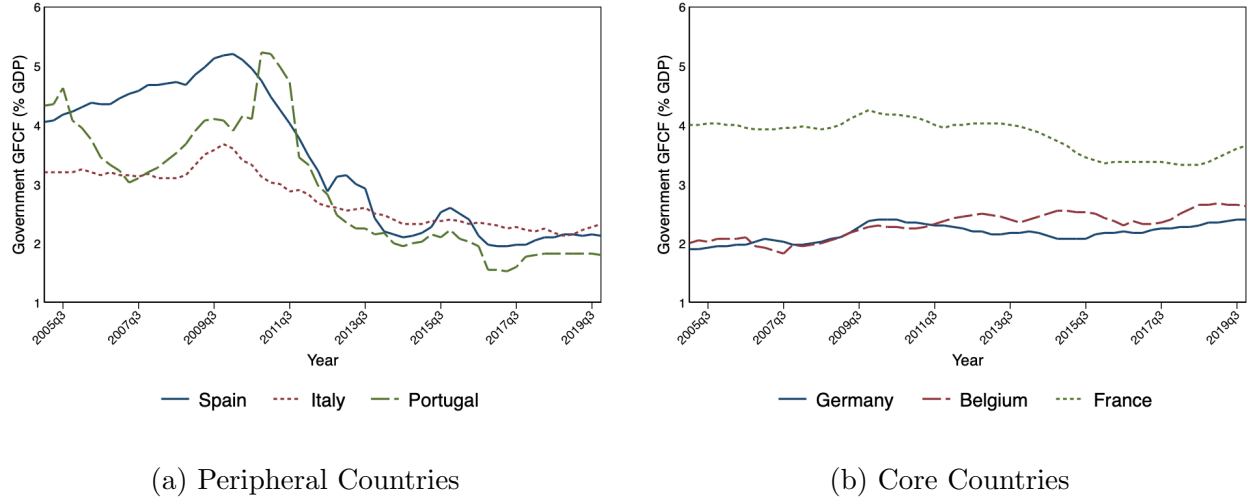 Government GFCF (% GDP)
6
5
4
3
2
1
2005q3
2007q3
2009q3
2011q3
2013q3
2015q3
2017q3
2019q3
Year
Spain Italy Portugal
(a) Peripheral Countries
Government GFCF (% GDP)
6
5
4
3
2
1
2005q3
2007q3
2009q3
2011q3
2013q3
2015q3
2017q3
2019q3
Year
Germany Belgium France
(b) Core Countries